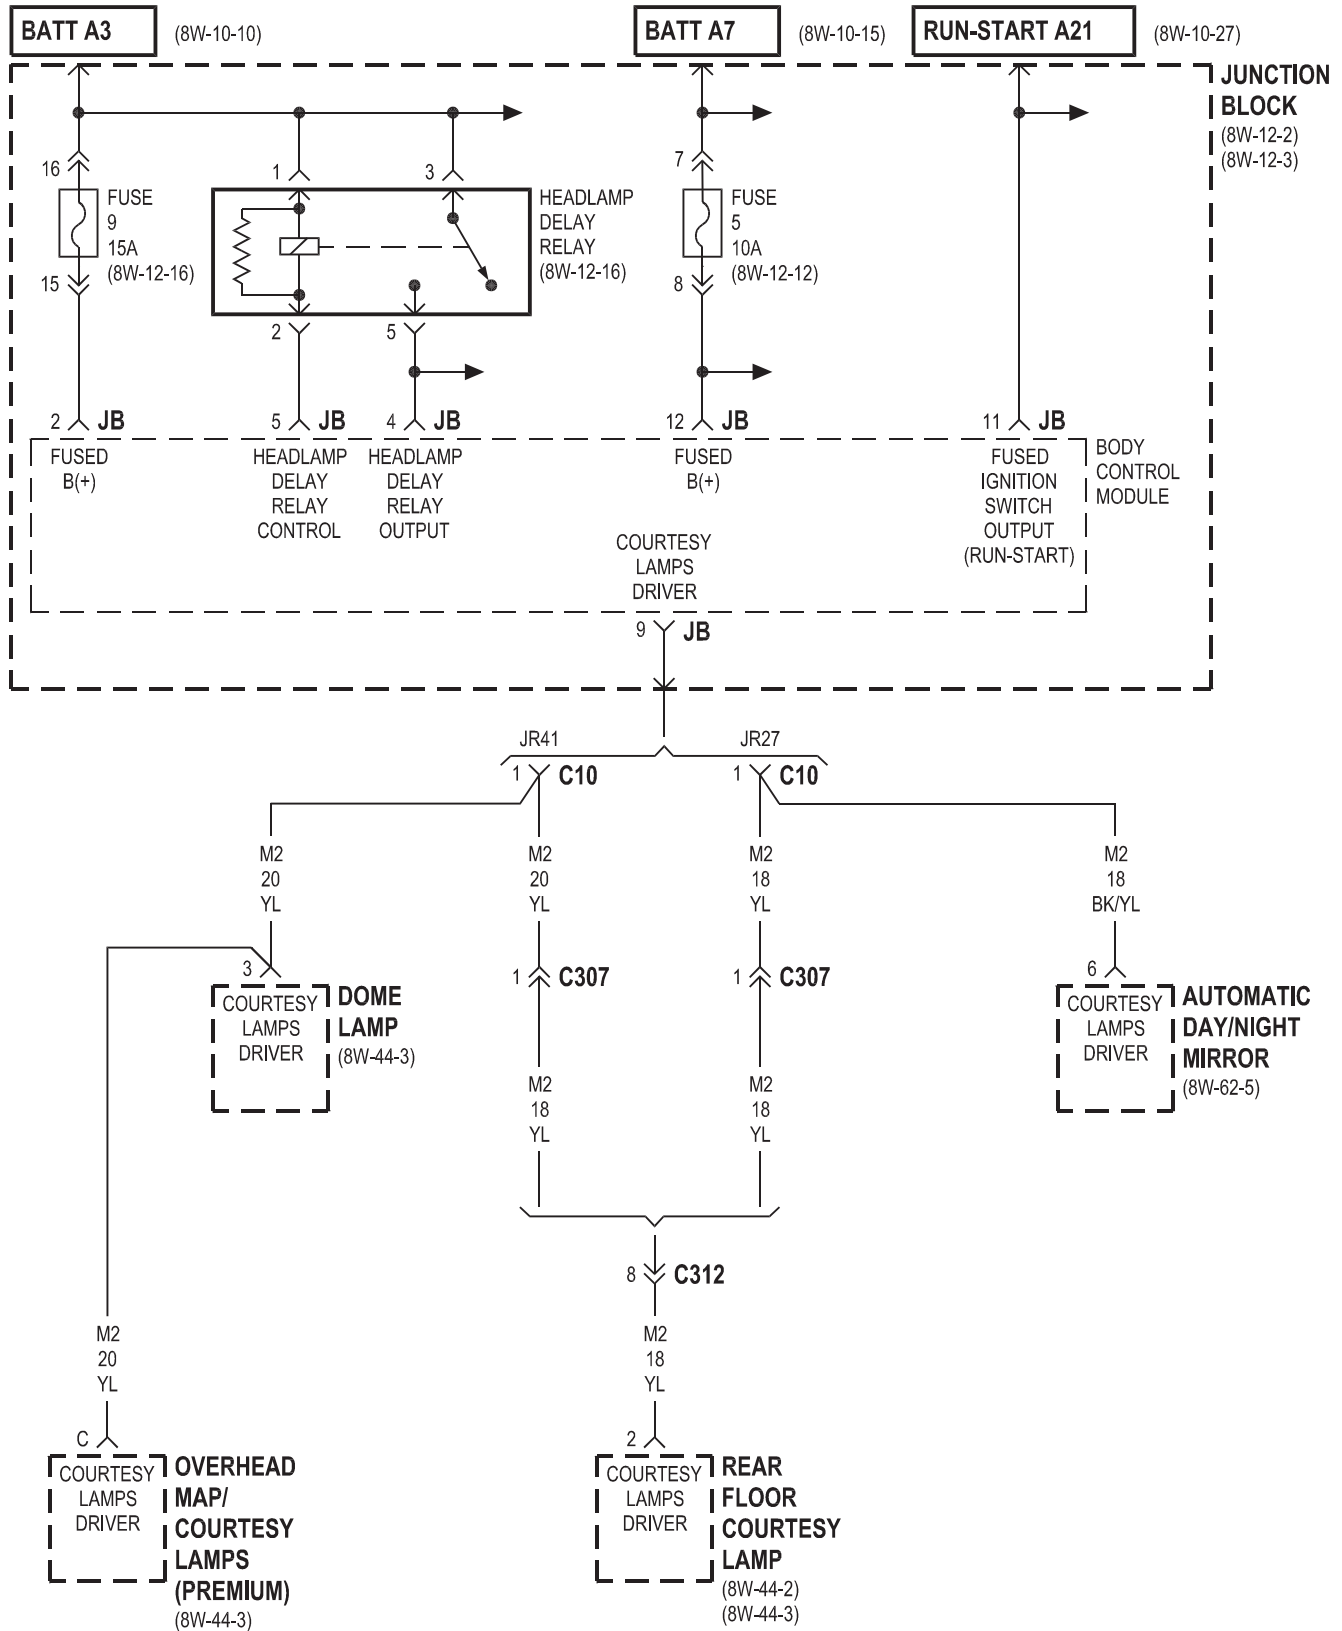 BATT A3
(8W-10-10)
BATT A7
(8W-10-15)
RUN-START A21
(8W-10-27)
JUNCTION
BLOCK
(8W-12-2)
(8W-12-3)
16
FUSE
9
15A
(8W-12-16)
15
1
3
HEADLAMP
DELAY
RELAY
(8W-12-16)
2
5
7
FUSE
5
10A
(8W-12-12)
8
2 JB
5 JB
4 JB
12 JB
11 JB
FUSED
B(+)
HEADLAMP
DELAY
RELAY
CONTROL
HEADLAMP
DELAY
RELAY
OUTPUT
FUSED
B(+)
FUSED
IGNITION
SWITCH
OUTPUT
(RUN-START)
BODY
CONTROL
MODULE
COURTESY
LAMPS
DRIVER
9 JB
JR41
JR27
1 C10
1 C10
M2
20
YL
M2
20
YL
M2
18
YL
M2
18
BK/YL
3
1 C307
1 C307
6
COURTESY
LAMPS
DRIVER
DOME
LAMP
(8W-44-3)
COURTESY
LAMPS
DRIVER
AUTOMATIC
DAY/NIGHT
MIRROR
(8W-62-5)
M2
18
YL
M2
18
YL
8 C312
M2
20
YL
M2
18
YL
C
2
COURTESY
LAMPS
DRIVER
OVERHEAD
MAP/
COURTESY
LAMPS
(PREMIUM)
(8W-44-3)
COURTESY
LAMPS
DRIVER
REAR
FLOOR
COURTESY
LAMP
(8W-44-2)
(8W-44-3)